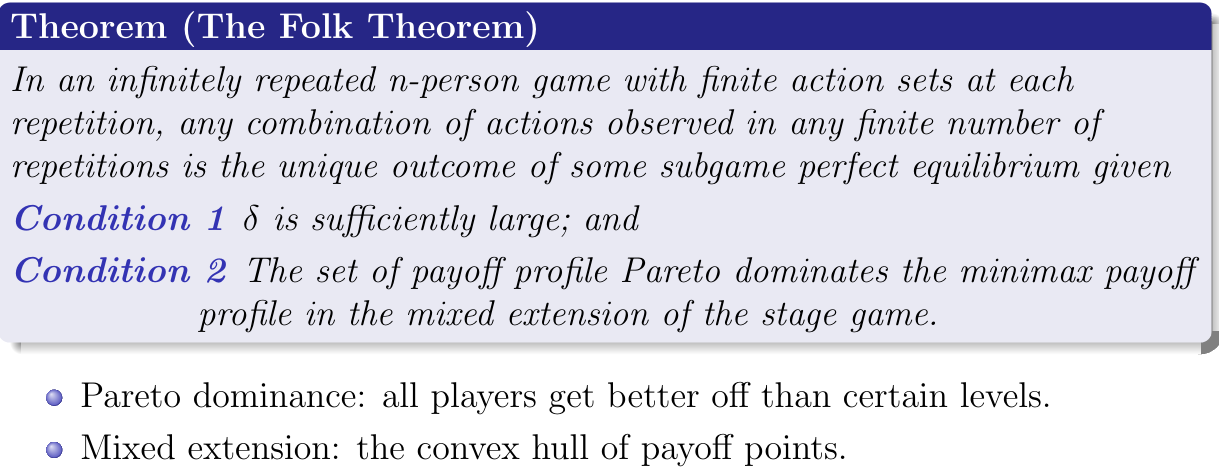 Theorem (The Folk Theorem)
In an infinitely repeated n-person game with finite action sets at each
repetition, any combination of actions observed in any finite number of
repetitions is the unique outcome of some subgame perfect equilibrium given
Condition 1 δ is sufficiently large; and
Condition 2 The set of payoff profile Pareto dominates the minimax payoff
profile in the mixed extension of the stage game.
Pareto dominance: all players get better off than certain levels.
Mixed extension: the convex hull of payoff points.